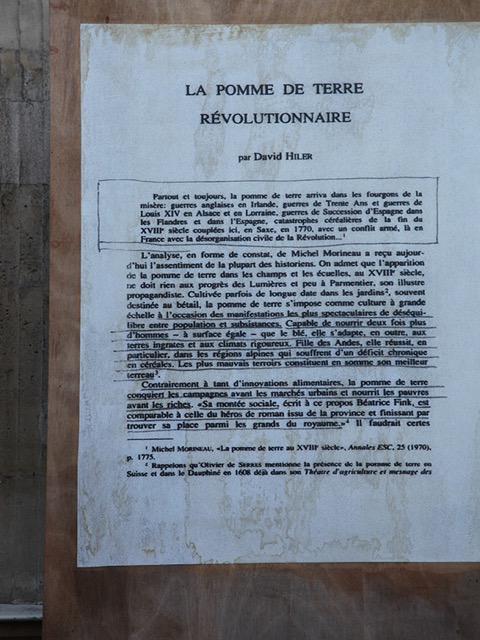 LA POMME DE TERRE
RÉVOLUTIONNAIRE
par David HILER
Partout et toujours, la pomme de terre arriva dans les fourgons de la
misère: guerres anglaises en Irlande, guerres de Trente Ans et guerres de
Louis XIV en Alsace et en Lorraine, guerres de Succession d'Espagne dans
les Flandres et dans l'Espagne, catastrophes céréalières de la fin du
XVIIIe siècle couplées ici, en Saxe, en 1770, avec un conflit armé, là en
France avec la désorganisation civile de la Révolution...1
L'analyse, en forme de constat, de Michel Morineau a reçu aujour-
d'hui l'assentiment de la plupart des historiens. On admet que l'apparition
de la pomme de terre dans les champs et les écuelles, au XVIIIe siècle,
ne doit rien aux progrès des Lumières et peu à Parmentier, son illustre
propagandiste. Cultivée parfois de longue date dans les jardins2, souvent
destinée au bétail, la pomme de terre s'impose comme culture à grande
échelle à l'occasion des manifestations les plus spectaculaires de déséqui-
libre entre population et subsistances. Capable de nourrir deux fois plus
d'hommes – à surface égale – que le blé, elle s'adapte, en outre, aux
terres ingrates et aux climats rigoureux. Fille des Andes, elle réussit, en
particulier, dans les régions alpines qui souffrent d'un déficit chronique
en céréales. Les plus mauvais terroirs constituent en somme son meilleur
terreau3.
Contrairement à tant d'innovations alimentaires, la pomme de terre
conquiert les campagnes avant les marchés urbains et nourrit les pauvres
avant les riches. «Sa montée sociale, écrit à ce propos Béatrice Fink, est
comparable à celle du héros de roman issu de la province et finissant par
trouver sa place parmi les grands du royaume.»4 Il faudrait certes
1 Michel MORINEAU, «La pomme de terre au XVIIIe siècle», Annales ESC, 25 (1970),
p. 1775.
2 Rappelons qu'Olivier de SERRES mentionne la présence de la pomme de terre en
Suisse et dans le Dauphiné en 1608 déjà dans son Théatre d'agriculture et mesnage des